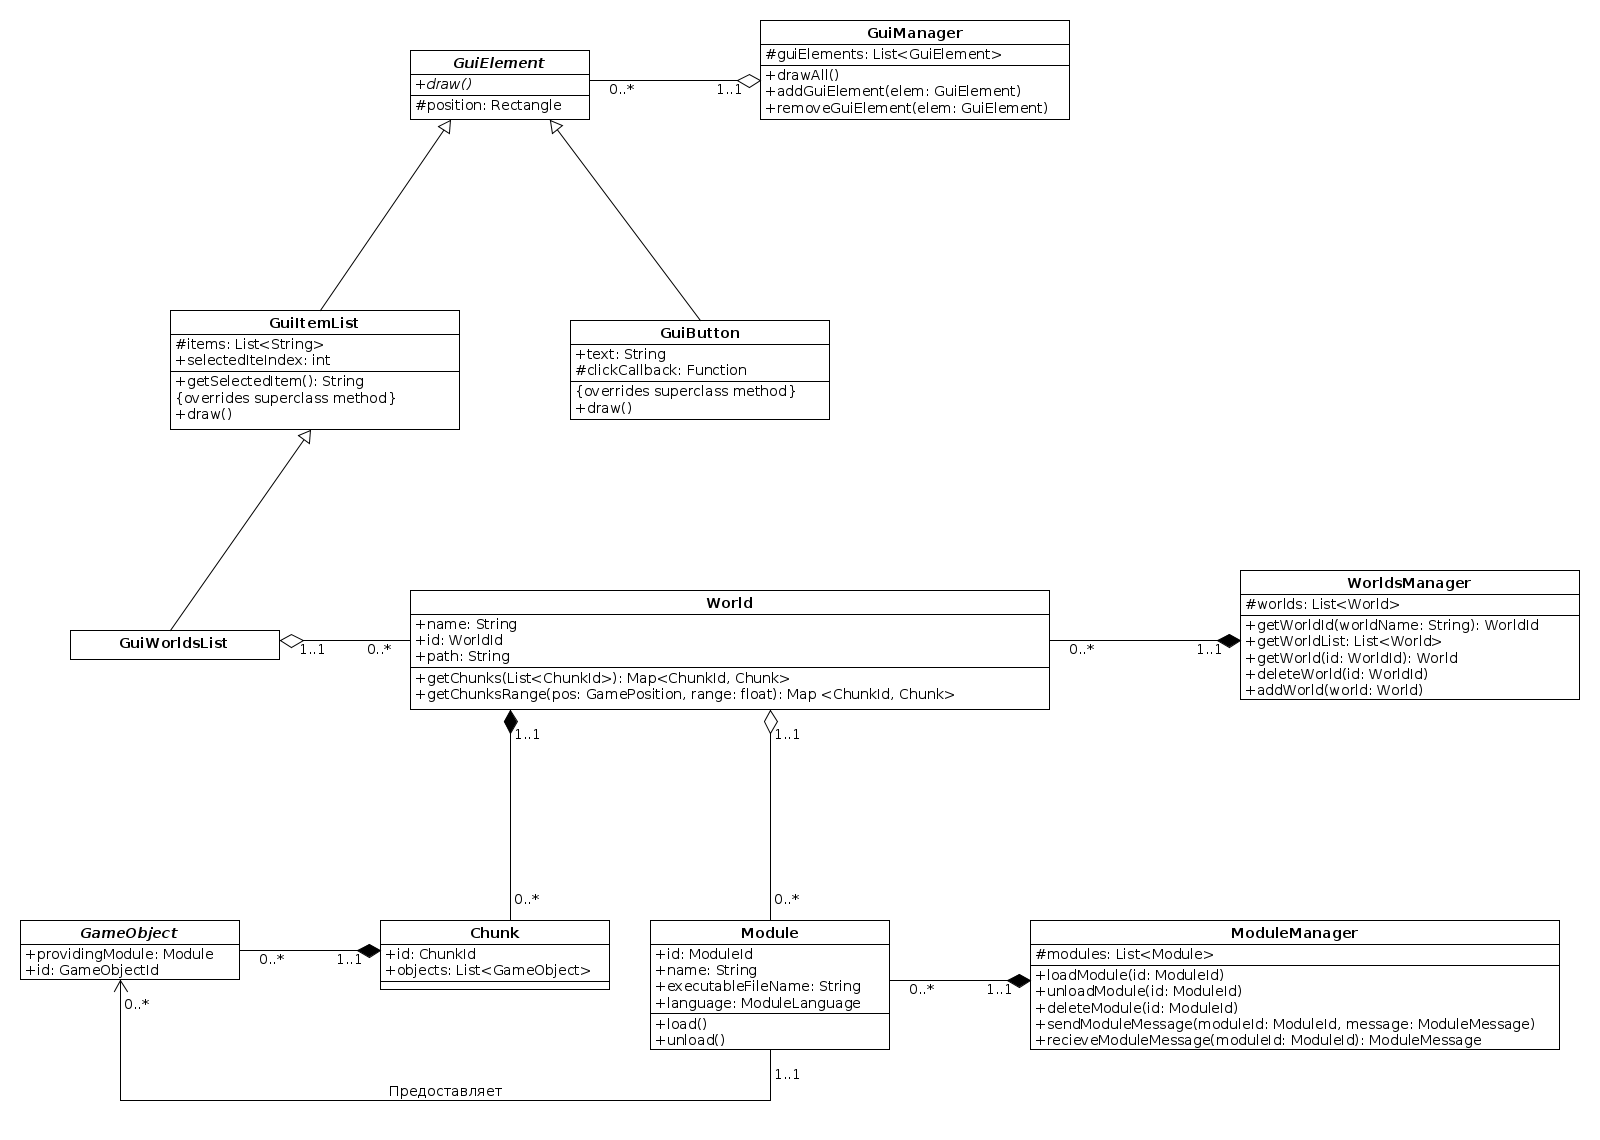 GuiManager
#guiElements: List<GuiElement>
+drawAll()
+addGuiElement(elem: GuiElement)
+removeGuiElement(elem: GuiElement)
GuiElement
+draw()
#position: Rectangle
0..*
1..1
GuiItemList
#items: List<String>
+selectedIteIndex: int
+getSelectedItem(): String
{overrides superclass method}
+draw()
GuiButton
+text: String
#clickCallback: Function
{overrides superclass method}
+draw()
GuiWorldsList
1..1
0..*
World
+name: String
+id: WorldId
+path: String
+getChunks(List<ChunkId>): Map<ChunkId, Chunk>
+getChunksRange(pos: GamePosition, range: float): Map <ChunkId, Chunk>
0..*
1..1
WorldsManager
#worlds: List<World>
+getWorldId(worldName: String): WorldId
+getWorldList: List<World>
+getWorld(id: WorldId): World
+deleteWorld(id: WorldId)
+addWorld(world: World)
1..1
1..1
0..*
0..*
GameObject
+providingModule: Module
+id: GameObjectId
0..*
1..1
Chunk
+id: ChunkId
+objects: List<GameObject>
Module
+id: ModuleId
+name: String
+executableFileName: String
+language: ModuleLanguage
+load()
+unload()
0..*
1..1
ModuleManager
#modules: List<Module>
+loadModule(id: ModuleId)
+unloadModule(id: ModuleId)
+deleteModule(id: ModuleId)
+sendModuleMessage(moduleId: ModuleId, message: ModuleMessage)
+recieveModuleMessage(moduleId: ModuleId): ModuleMessage
0..*
1..1
Предоставляет